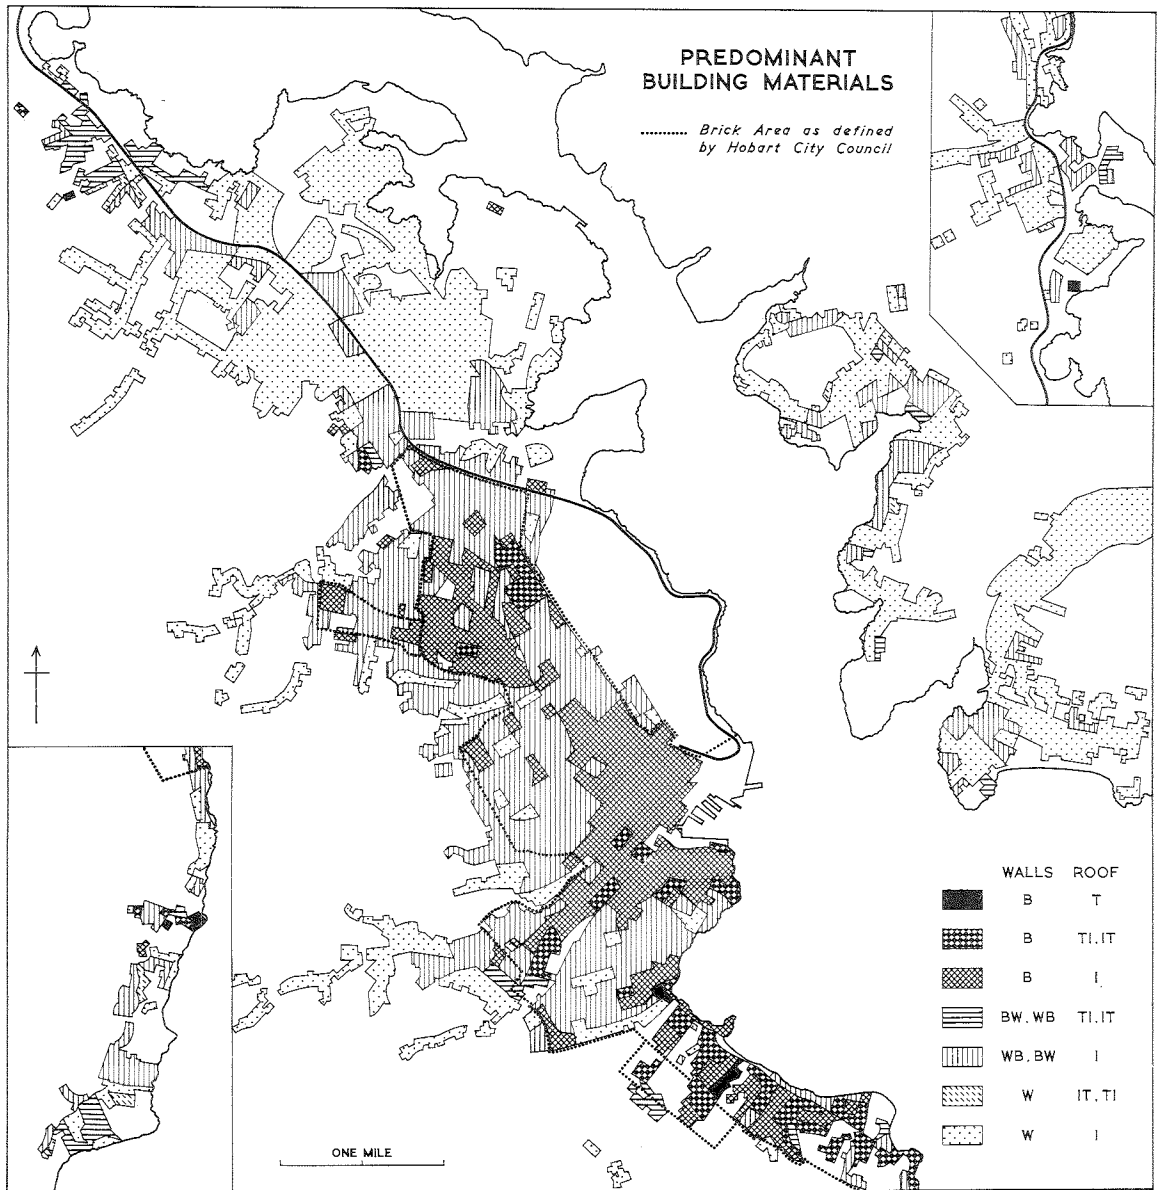 PREDOMINANT
BUILDING MATERIALS
Brick Area as defined
by Hobart City Council
WALLS ROOF
B T
B TI.IT
B I
BW.WB TI.IT
WB.BW I
W IT.TI
W I
ONE MILE